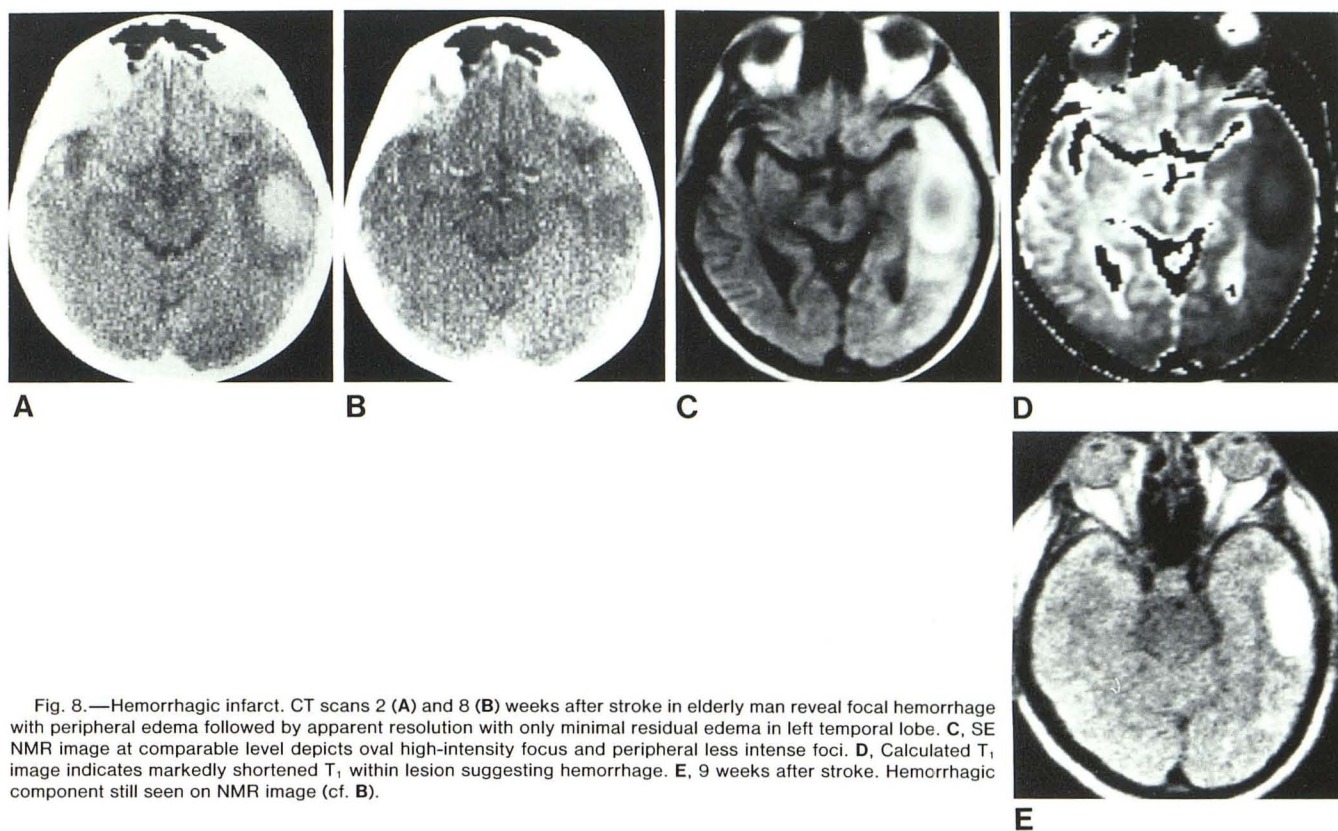 A
B
C
D
E
Fig. 8.—Hemorrhagic infarct. CT scans 2 (A) and 8 (B) weeks after stroke in elderly man reveal focal hemorrhage
with peripheral edema followed by apparent resolution with only minimal residual edema in left temporal lobe. C, SE
NMR image at comparable level depicts oval high-intensity focus and peripheral less intense foci. D, Calculated T₁
image indicates markedly shortened T₁ within lesion suggesting hemorrhage. E, 9 weeks after stroke. Hemorrhagic
component still seen on NMR image (cf. B).